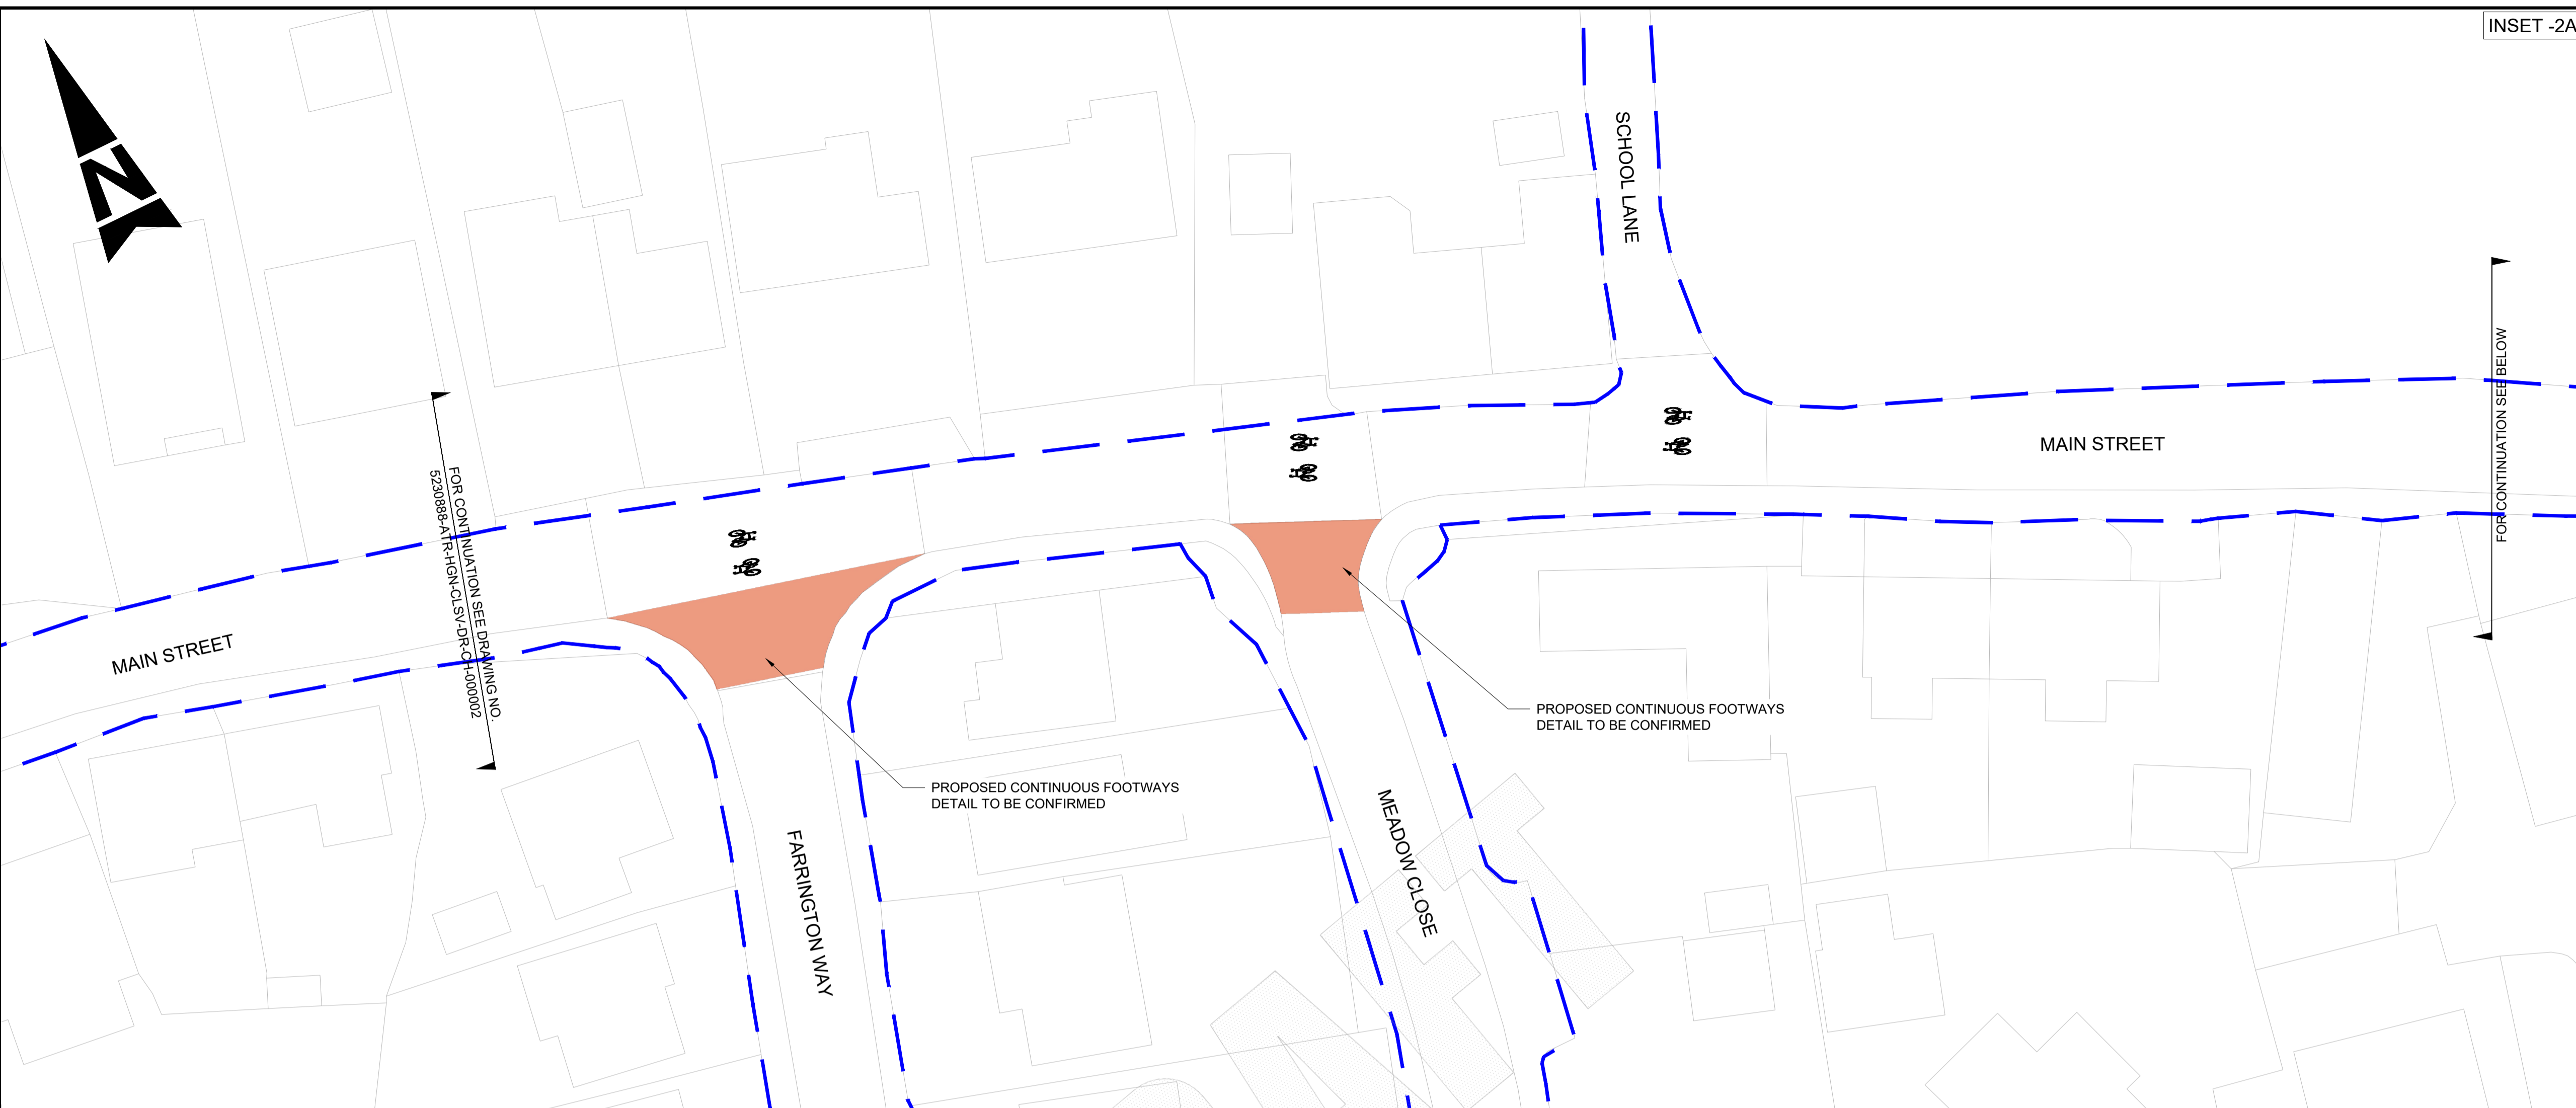 INSET -2A
N
SCHOOL LANE
MAIN STREET
FOR CONTINUATION SEE BELOW
FOR CONTINUATION SEE DRAWING NO.
5230888-ATR-HGN-CLSV-DR-CH-000002
MAIN STREET
PROPOSED CONTINUOUS FOOTWAYS
DETAIL TO BE CONFIRMED
PROPOSED CONTINUOUS FOOTWAYS
DETAIL TO BE CONFIRMED
MEADOW CLOSE
FARRINGTON WAY